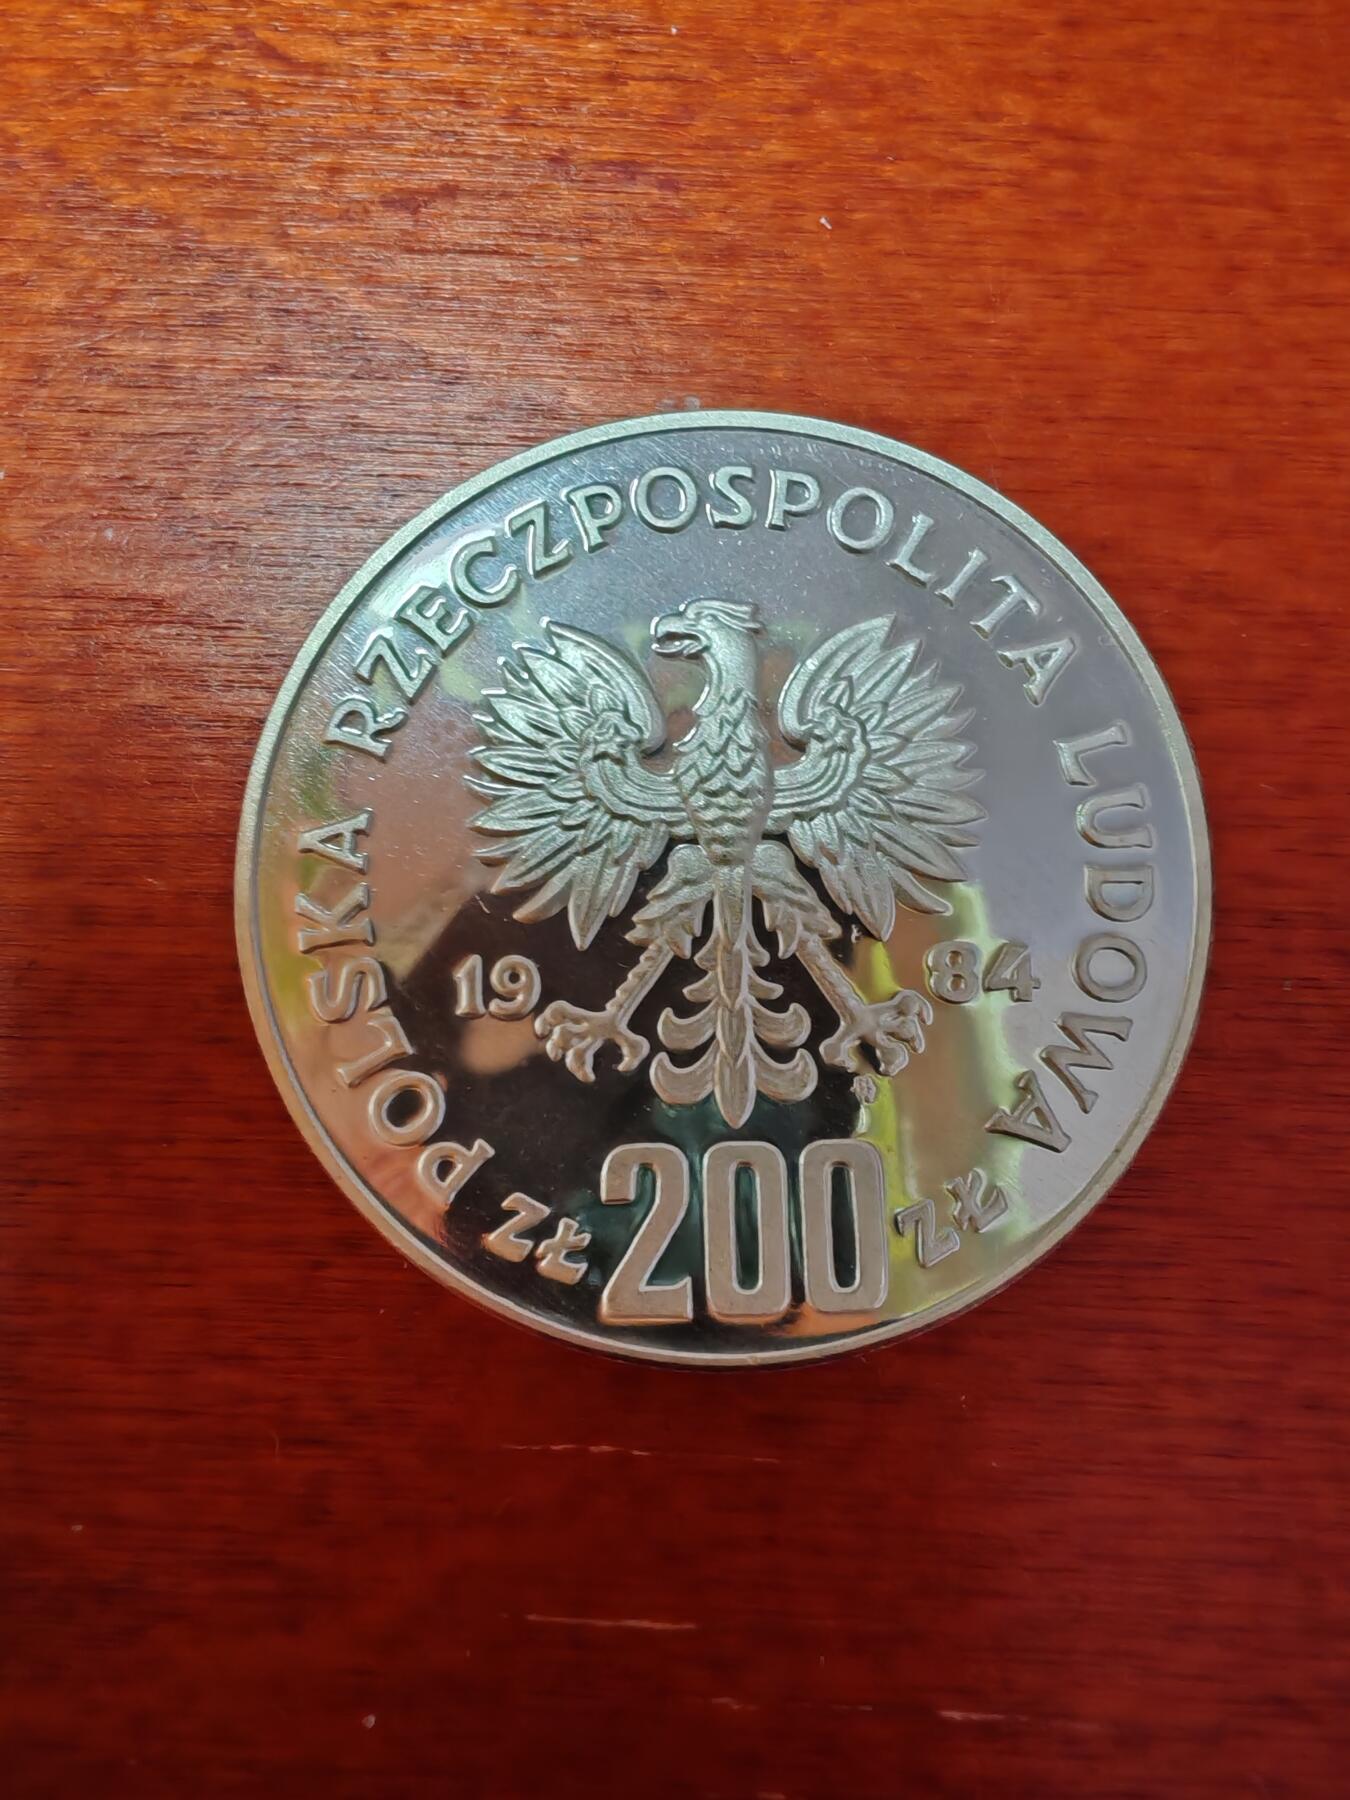 POLSKA RZECZPOSPOLITA LUDOWA
19 84
ZŁ 200 ZŁ